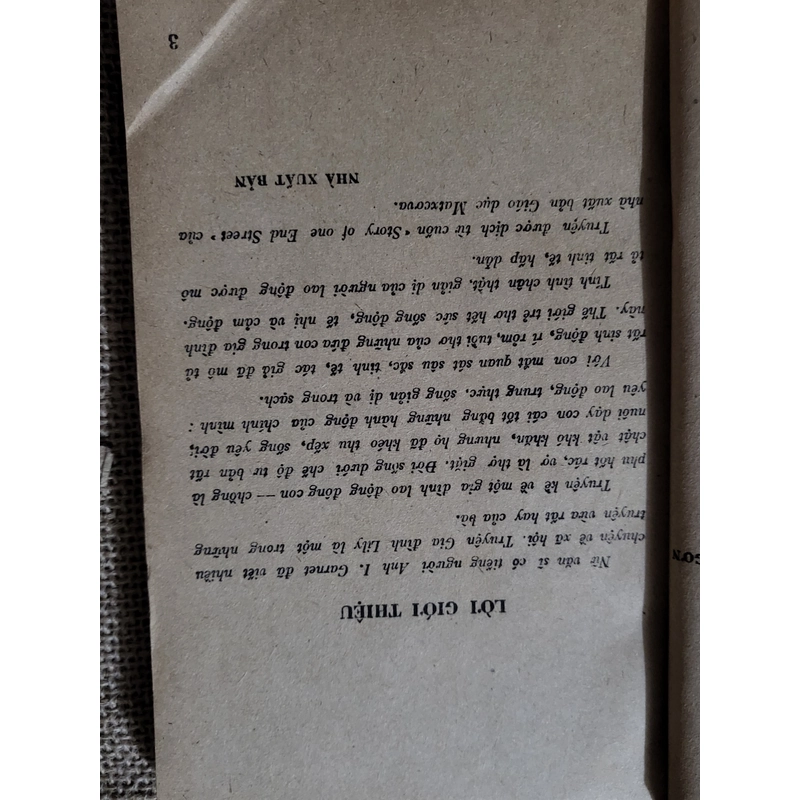 LỜI GIỚI THIỆU
Nữ văn sĩ có tiếng người Anh I. Garnet đã viết nhiều
chuyện về xã hội. Truyện Gia đình Lily là một trong những
truyện vừa rất hay của bà.
Truyện kể về một gia đình lao động đông con — chồng là
phu hốt rác, vợ là thợ giặt. Đời sống dưới chế độ tư bản rất
chật vật khó khăn, nhưng họ đã khéo thu xếp, sống yêu đời;
nuôi dạy con cái tốt bằng những hành động của chính mình :
yêu lao động, trung thực, sống giản dị và trong sạch.
Với con mắt quan sát sâu sắc, tinh tế, tác giả đã mô tả
rất sinh động, rí rỏm, tuổi thơ của những đứa con trong gia đình
này. Thế giới trẻ thơ hết sức sống động, tế nhị và cảm động.
Tình tình chân thật, giản dị của người lao động được mô
tả rất tinh tế, hấp dẫn.
Truyện được dịch từ cuốn "Story of one End Street" của
nhà xuất bản Giáo dục Matxcơva.
NHÀ XUẤT BẢN
3